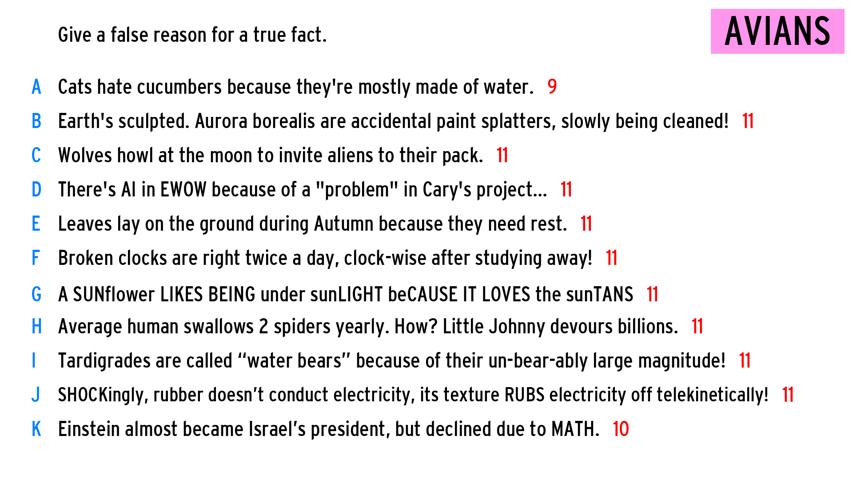 Give a false reason for a true fact.
AVIANS
A Cats hate cucumbers because they're mostly made of water. 9
B Earth's sculpted. Aurora borealis are accidental paint splatters, slowly being cleaned! 11
C Wolves howl at the moon to invite aliens to their pack. 11
D There's AI in EWOW because of a "problem" in Cary's project... 11
E Leaves lay on the ground during Autumn because they need rest. 11
F Broken clocks are right twice a day, clock-wise after studying away! 11
G A SUNflower LIKES BEING under sunLIGHT beCAUSE IT LOVES the sunTANS 11
H Average human swallows 2 spiders yearly. How? Little Johnny devours billions. 11
I Tardigrades are called “water bears” because of their un-bear-ably large magnitude! 11
J SHOCKingly, rubber doesn’t conduct electricity, its texture RUBS electricity off telekinetically! 11
K Einstein almost became Israel’s president, but declined due to MATH. 10